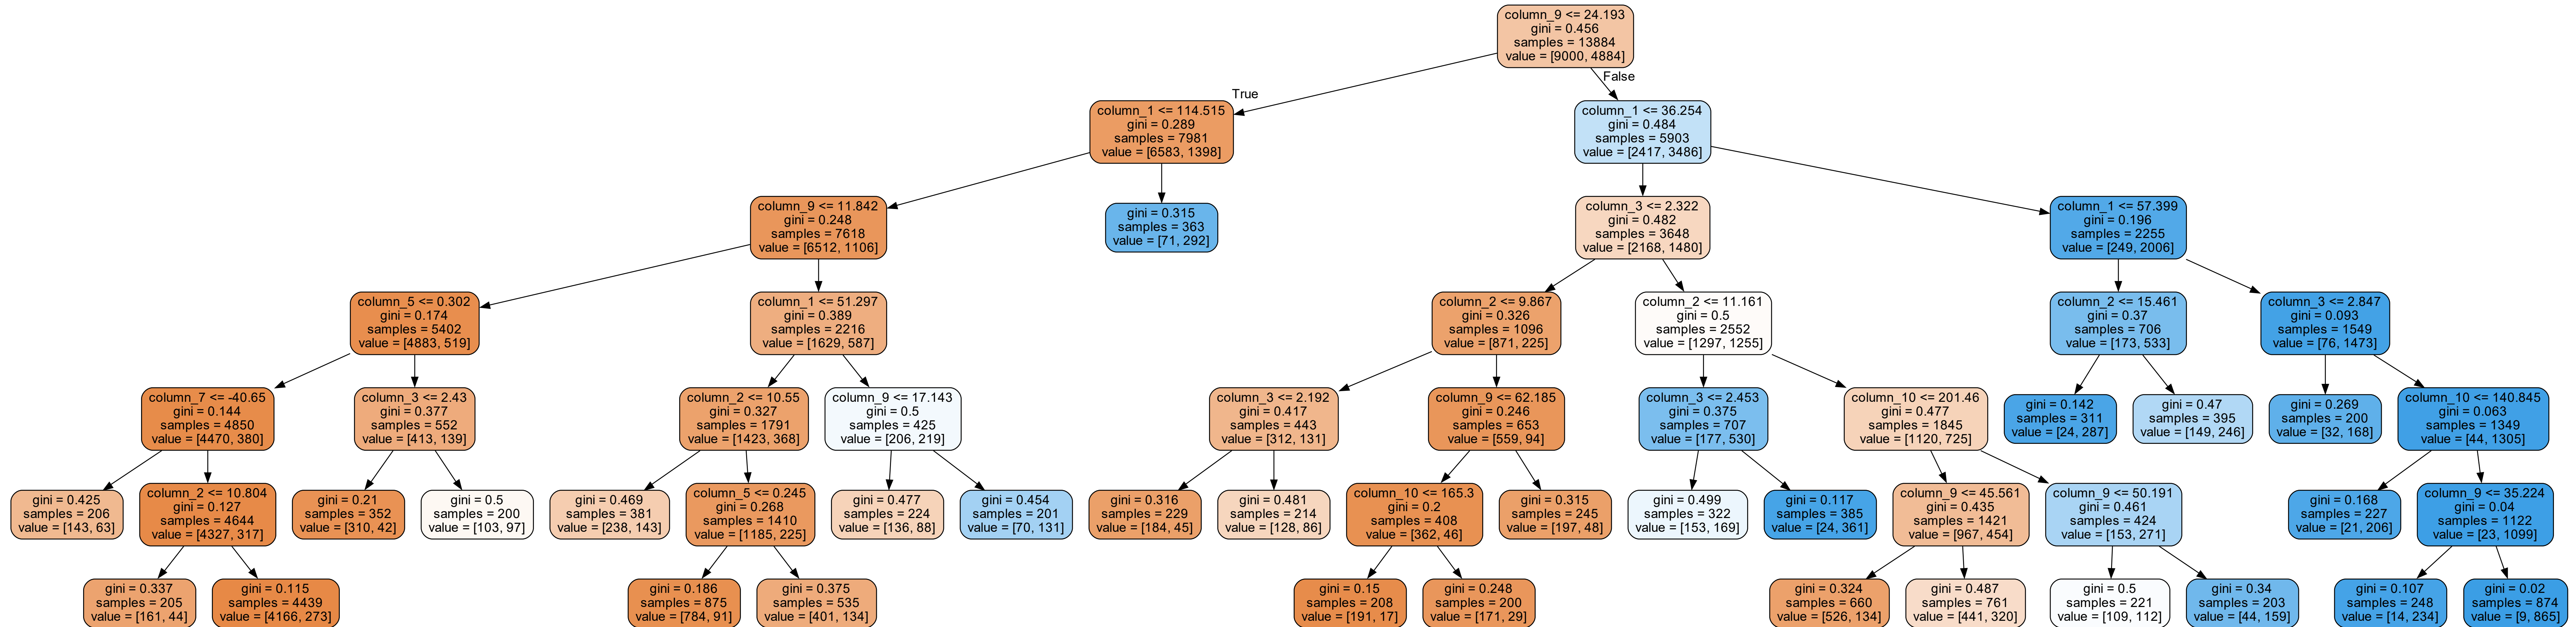 column_9 <= 24.193
gini = 0.456
samples = 13884
value = [9000, 4884]
True
False
column_1 <= 114.515
gini = 0.289
samples = 7981
value = [6583, 1398]
column_1 <= 36.254
gini = 0.484
samples = 5903
value = [2417, 3486]
column_9 <= 11.842
gini = 0.248
samples = 7618
value = [6512, 1106]
gini = 0.315
samples = 363
value = [71, 292]
column_3 <= 2.322
gini = 0.482
samples = 3648
value = [2168, 1480]
column_1 <= 57.399
gini = 0.196
samples = 2255
value = [249, 2006]
column_5 <= 0.302
gini = 0.174
samples = 5402
value = [4883, 519]
column_1 <= 51.297
gini = 0.389
samples = 2216
value = [1629, 587]
column_2 <= 9.867
gini = 0.326
samples = 1096
value = [871, 225]
column_2 <= 11.161
gini = 0.5
samples = 2552
value = [1297, 1255]
column_2 <= 15.461
gini = 0.37
samples = 706
value = [173, 533]
column_3 <= 2.847
gini = 0.093
samples = 1549
value = [76, 1473]
column_7 <= -40.65
gini = 0.144
samples = 4850
value = [4470, 380]
column_3 <= 2.43
gini = 0.377
samples = 552
value = [413, 139]
column_2 <= 10.55
gini = 0.327
samples = 1791
value = [1423, 368]
column_9 <= 17.143
gini = 0.5
samples = 425
value = [206, 219]
column_3 <= 2.192
gini = 0.417
samples = 443
value = [312, 131]
column_9 <= 62.185
gini = 0.246
samples = 653
value = [559, 94]
column_3 <= 2.453
gini = 0.375
samples = 707
value = [177, 530]
column_10 <= 201.46
gini = 0.477
samples = 1845
value = [1120, 725]
gini = 0.142
samples = 311
value = [24, 287]
gini = 0.47
samples = 395
value = [149, 246]
gini = 0.269
samples = 200
value = [32, 168]
column_10 <= 140.845
gini = 0.063
samples = 1349
value = [44, 1305]
gini = 0.425
samples = 206
value = [143, 63]
column_2 <= 10.804
gini = 0.127
samples = 4644
value = [4327, 317]
gini = 0.21
samples = 352
value = [310, 42]
gini = 0.5
samples = 200
value = [103, 97]
gini = 0.469
samples = 381
value = [238, 143]
column_5 <= 0.245
gini = 0.268
samples = 1410
value = [1185, 225]
gini = 0.477
samples = 224
value = [136, 88]
gini = 0.454
samples = 201
value = [70, 131]
gini = 0.316
samples = 229
value = [184, 45]
gini = 0.481
samples = 214
value = [128, 86]
column_10 <= 165.3
gini = 0.2
samples = 408
value = [362, 46]
gini = 0.315
samples = 245
value = [197, 48]
gini = 0.499
samples = 322
value = [153, 169]
gini = 0.117
samples = 385
value = [24, 361]
column_9 <= 45.561
gini = 0.435
samples = 1421
value = [967, 454]
column_9 <= 50.191
gini = 0.461
samples = 424
value = [153, 271]
gini = 0.168
samples = 227
value = [21, 206]
column_9 <= 35.224
gini = 0.04
samples = 1122
value = [23, 1099]
gini = 0.337
samples = 205
value = [161, 44]
gini = 0.115
samples = 4439
value = [4166, 273]
gini = 0.186
samples = 875
value = [784, 91]
gini = 0.375
samples = 535
value = [401, 134]
gini = 0.15
samples = 208
value = [191, 17]
gini = 0.248
samples = 200
value = [171, 29]
gini = 0.324
samples = 660
value = [526, 134]
gini = 0.487
samples = 761
value = [441, 320]
gini = 0.5
samples = 221
value = [109, 112]
gini = 0.34
samples = 203
value = [44, 159]
gini = 0.107
samples = 248
value = [14, 234]
gini = 0.02
samples = 874
value = [9, 865]